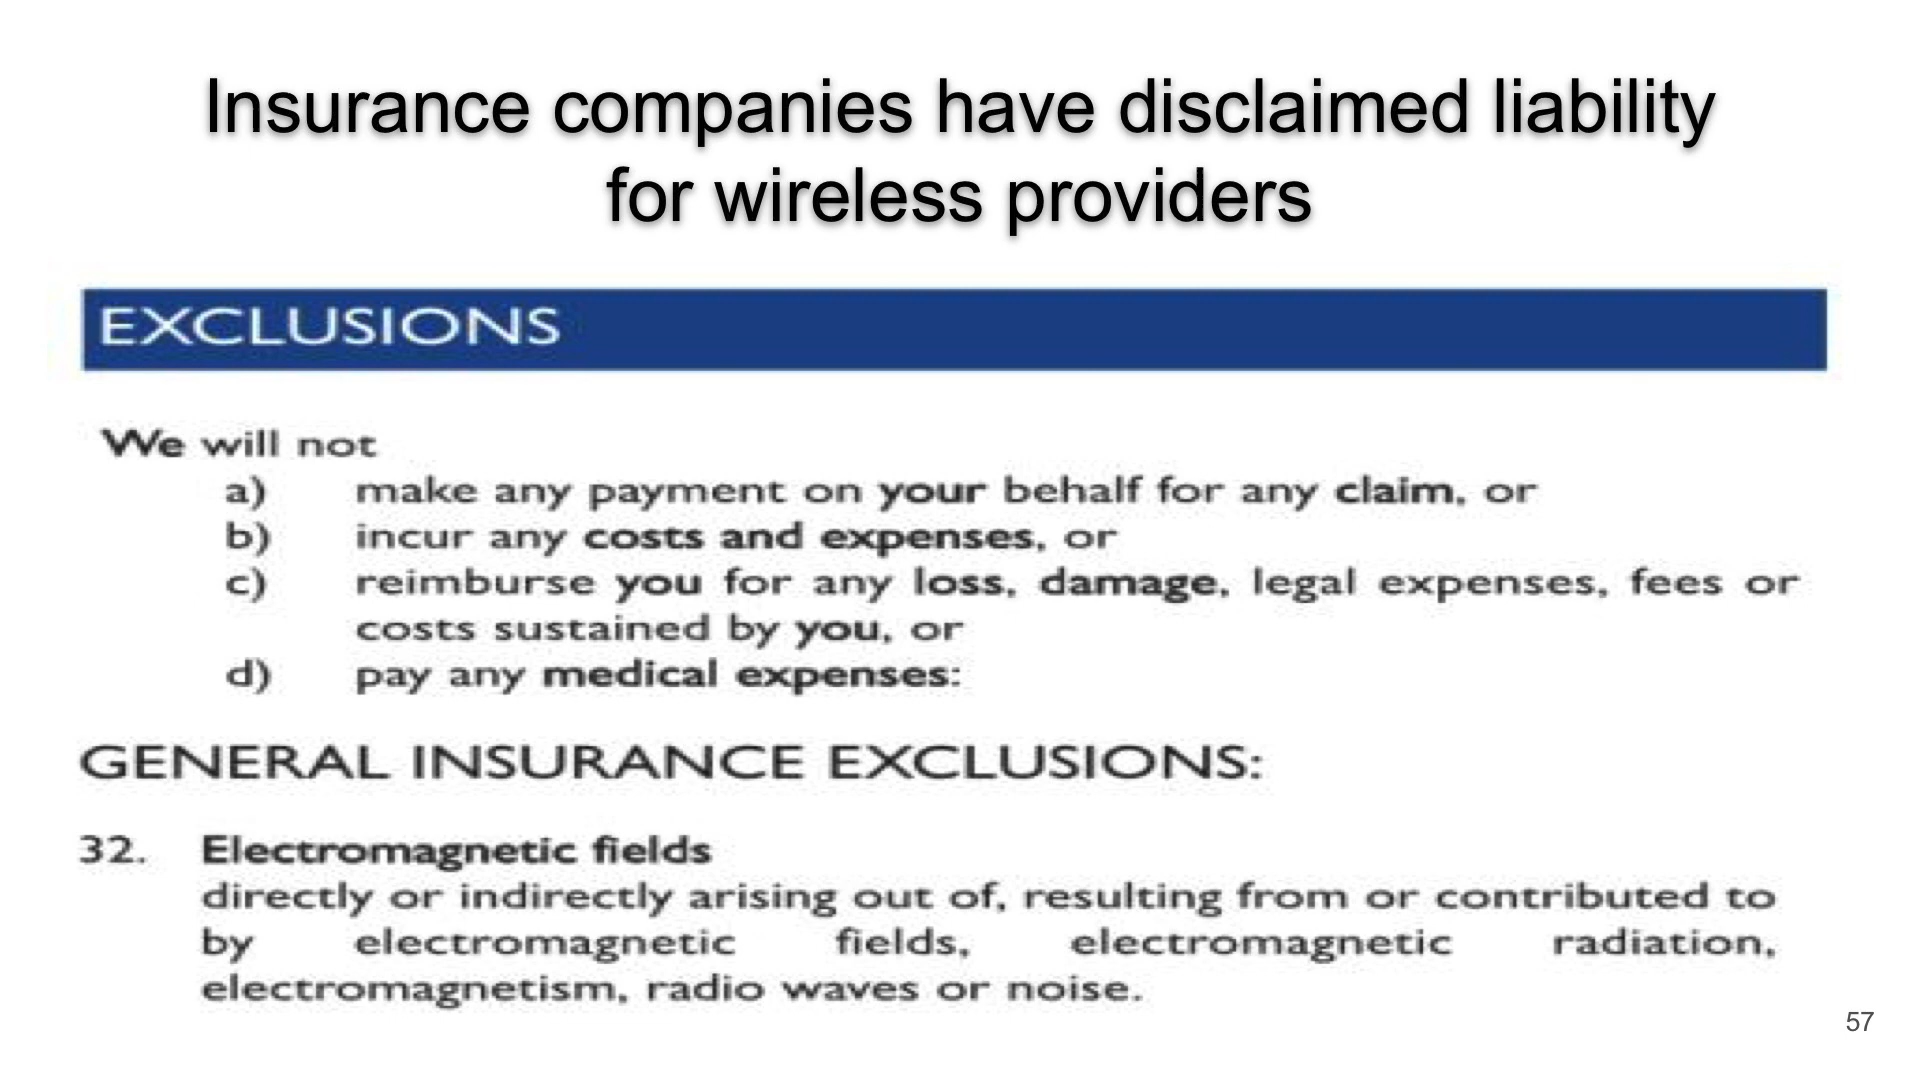 Insurance companies have disclaimed liability
for wireless providers
EXCLUSIONS
We will not
a) make any payment on your behalf for any claim, or
b) incur any costs and expenses, or
c) reimburse you for any loss, damage, legal expenses, fees or
costs sustained by you, or
d) pay any medical expenses:
GENERAL INSURANCE EXCLUSIONS:
32. Electromagnetic fields
directly or indirectly arising out of, resulting from or contributed to
by electromagnetic fields, electromagnetic radiation,
electromagnetism, radio waves or noise.
57